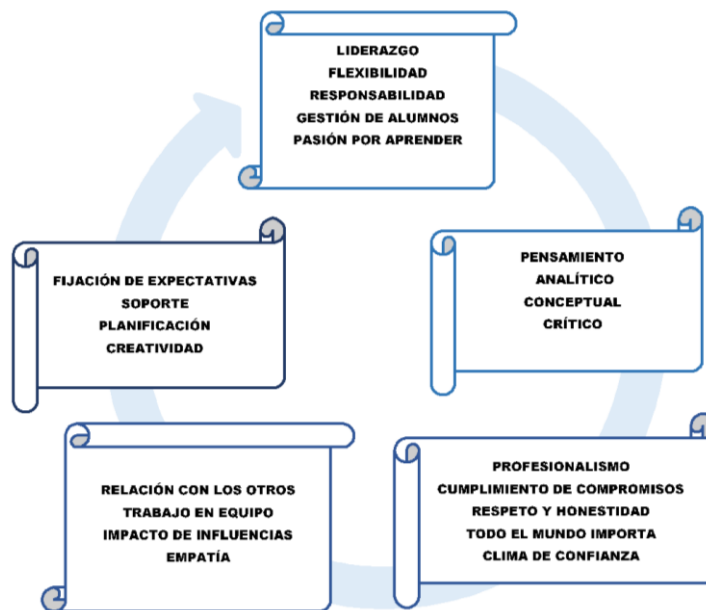 LIDERAZGO
FLEXIBILIDAD
RESPONSABILIDAD
GESTIÓN DE ALUMNOS
PASIÓN POR APRENDER
PENSAMIENTO
ANALÍTICO
CONCEPTUAL
CRÍTICO
PROFESIONALISMO
CUMPLIMIENTO DE COMPROMISOS
RESPETO Y HONESTIDAD
TODO EL MUNDO IMPORTA
CLIMA DE CONFIANZA
RELACIÓN CON LOS OTROS
TRABAJO EN EQUIPO
IMPACTO DE INFLUENCIAS
EMPATÍA
FIJACIÓN DE EXPECTATIVAS
SOPORTE
PLANIFICACIÓN
CREATIVIDAD